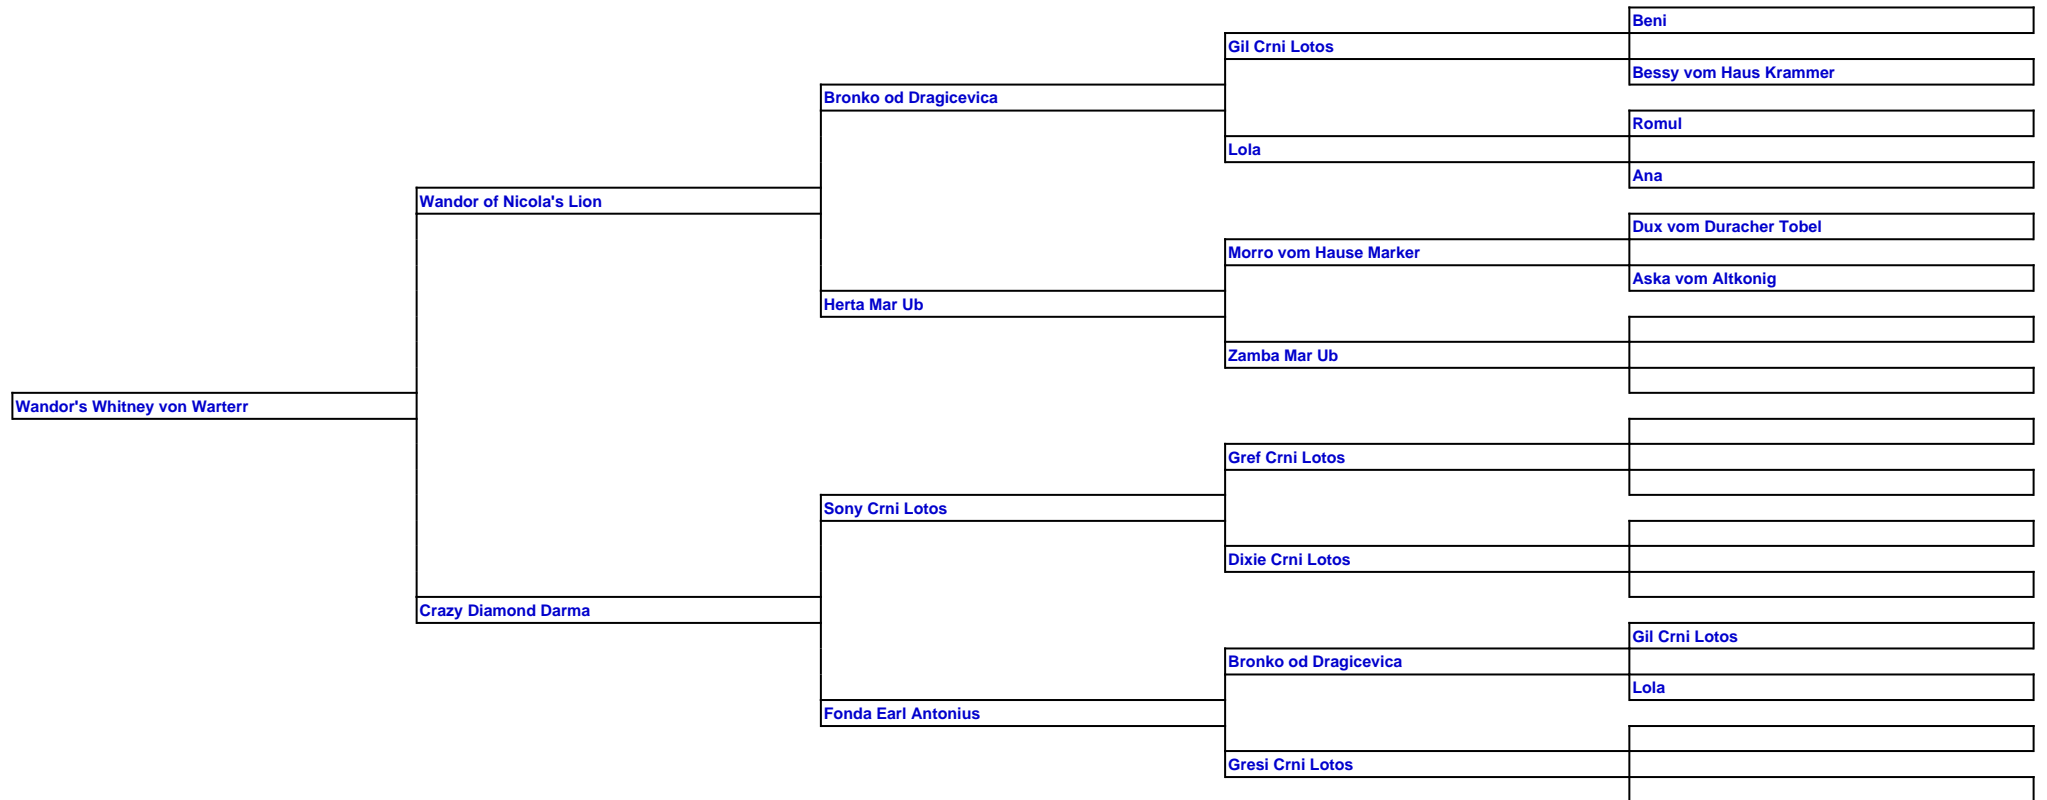 Beni
Gil Crni Lotos
Bessy vom Haus Krammer
Bronko od Dragicevica
Romul
Lola
Ana
Wandor of Nicola's Lion
Dux vom Duracher Tobel
Morro vom Hause Marker
Aska vom Altkonig
Herta Mar Ub
Zamba Mar Ub
Wandor's Whitney von Warterr
Gref Crni Lotos
Sony Crni Lotos
Dixie Crni Lotos
Crazy Diamond Darma
Gil Crni Lotos
Bronko od Dragicevica
Lola
Fonda Earl Antonius
Gresi Crni Lotos